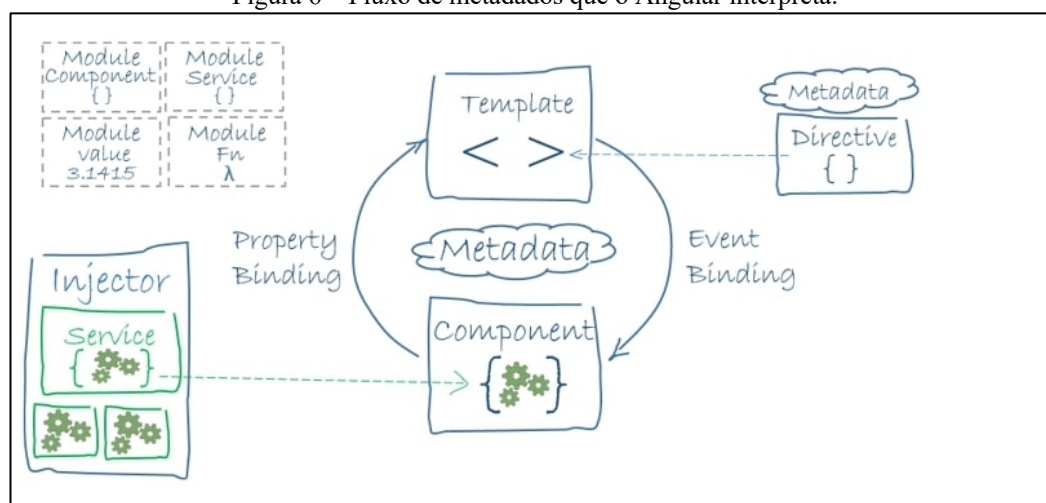 Figura 6 – Fluxo de metadados que o Angular interpreta.
Module
Component
{ }
Module
Service
{ }
Module
value
3.1415
Module
Fn
λ
Template
< >
Metadata
Directive
{ }
Property
Binding
Metadata
Event
Binding
Injector
Service
{ }
Component
{ }